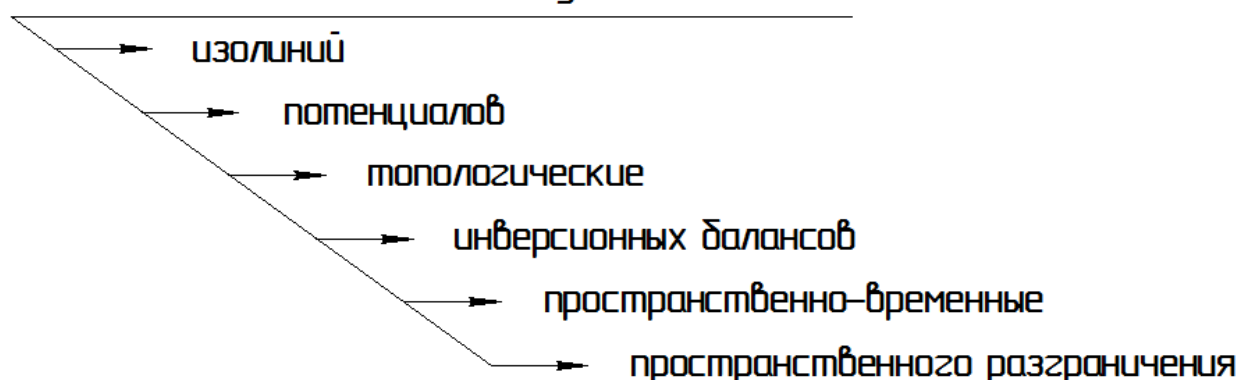 изолиний
потенциалов
топологические
инверсионных балансов
пространственно-временные
пространственного разграничения